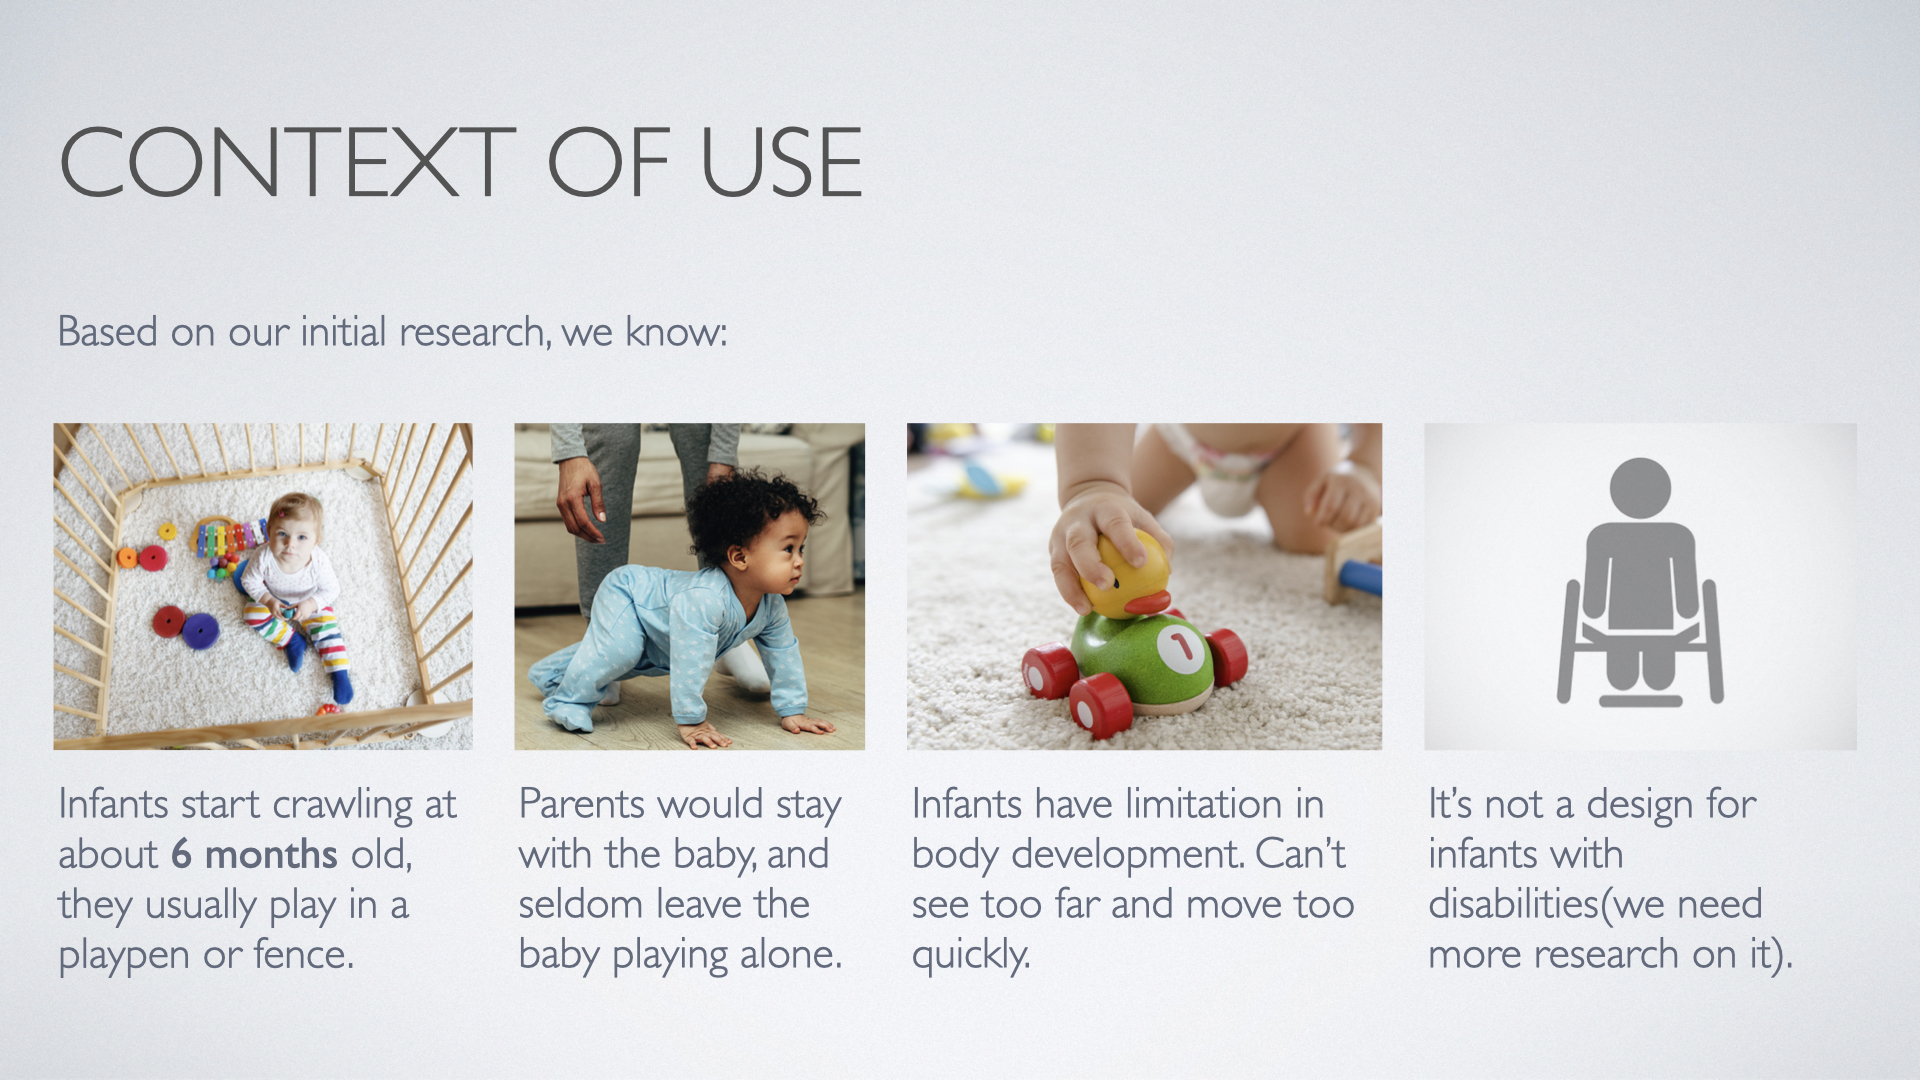 CONTEXT OF USE
Based on our initial research, we know:
1
Infants start crawling at
about 6 months old,
they usually play in a
playpen or fence.
Parents would stay
with the baby, and
seldom leave the
baby playing alone.
Infants have limitation in
body development. Can't
see too far and move too
quickly.
It's not a design for
infants with
disabilities(we need
more research on it).